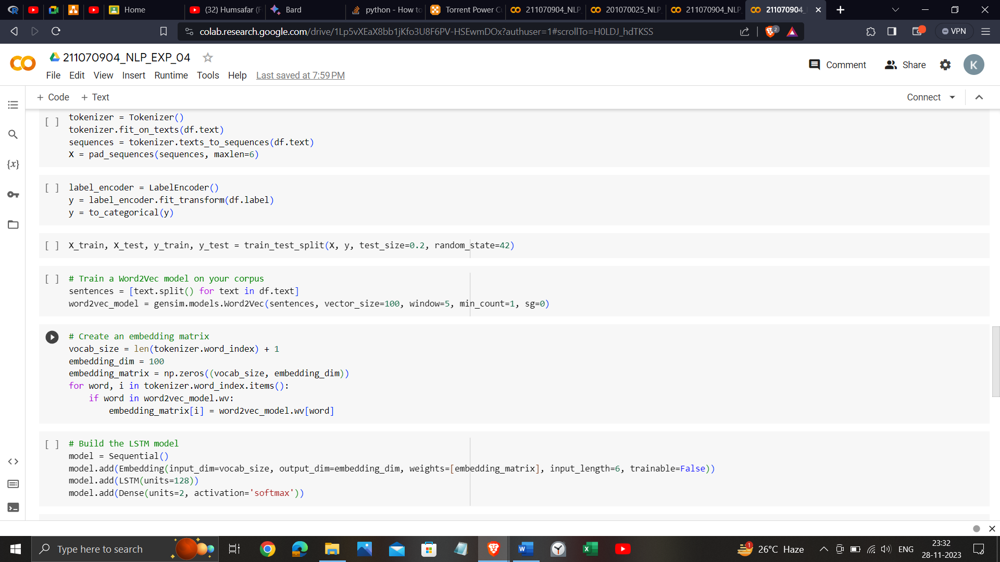 Home
(32) Humsafar (F
Bard
python - How to
Torrent Power C
211070904_NLP_
201070025_NLP_
211070904_NLP_
211070904_
colab.research.google.com/drive/1Lp5vXEaX8bb1jKfo3U8F6PV-HSEwmDOx?authuser=1#scrollTo=H0LDJ_hdTKSS
2
VPN
211070904_NLP_EXP_04
Comment
Share
K
File Edit View Insert Runtime Tools Help Last saved at 7:59 PM
+ Code + Text
Connect
[ ] tokenizer = Tokenizer()
tokenizer.fit_on_texts(df.text)
sequences = tokenizer.texts_to_sequences(df.text)
X = pad_sequences(sequences, maxlen=6)
{x}
[ ] label_encoder = LabelEncoder()
y = label_encoder.fit_transform(df.label)
y = to_categorical(y)
[ ] X_train, X_test, y_train, y_test = train_test_split(X, y, test_size=0.2, random_state=42)
[ ] # Train a Word2Vec model on your corpus
sentences = [text.split() for text in df.text]
word2vec_model = gensim.models.Word2Vec(sentences, vector_size=100, window=5, min_count=1, sg=0)
# Create an embedding matrix
vocab_size = len(tokenizer.word_index) + 1
embedding_dim = 100
embedding_matrix = np.zeros((vocab_size, embedding_dim))
for word, i in tokenizer.word_index.items():
    if word in word2vec_model.wv:
        embedding_matrix[i] = word2vec_model.wv[word]
[ ] # Build the LSTM model
model = Sequential()
model.add(Embedding(input_dim=vocab_size, output_dim=embedding_dim, weights=[embedding_matrix], input_length=6, trainable=False))
model.add(LSTM(units=128))
model.add(Dense(units=2, activation='softmax'))
Type here to search
1
26°C Haze
ENG
23:32
28-11-2023